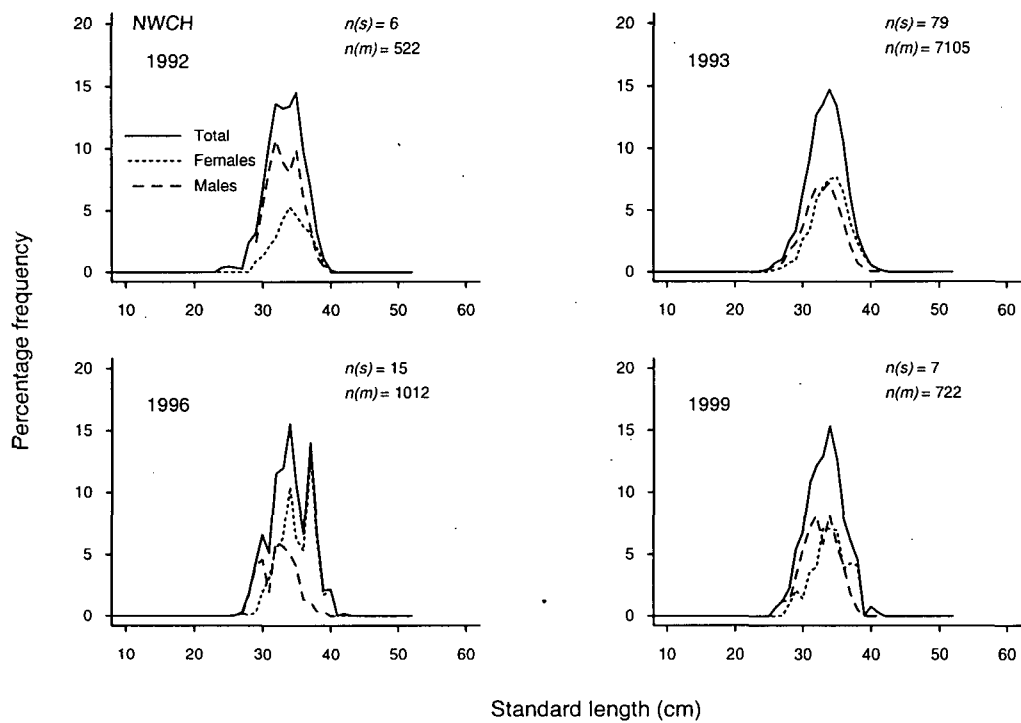 NWCH
1992
n(s) = 6
n(m) = 522
Total
Females
Males
20
15
10
5
0
10 20 30 40 50 60
1993
n(s) = 79
n(m) = 7105
20
15
10
5
0
10 20 30 40 50 60
Percentage frequency
1996
n(s) = 15
n(m) = 1012
20
15
10
5
0
10 20 30 40 50 60
1999
n(s) = 7
n(m) = 722
20
15
10
5
0
10 20 30 40 50 60
Standard length (cm)